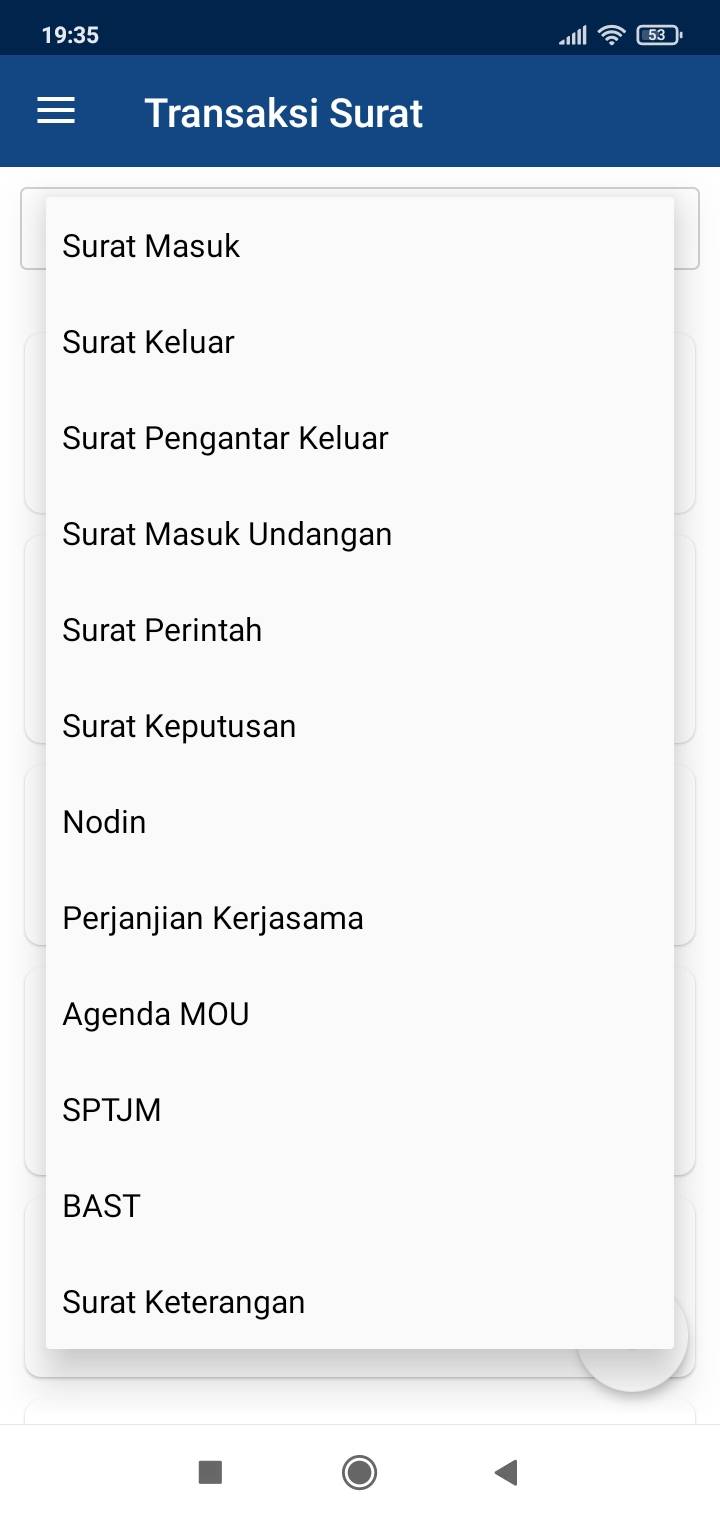 19:35
53
Transaksi Surat
Surat Masuk
Surat Keluar
Surat Pengantar Keluar
Surat Masuk Undangan
Surat Perintah
Surat Keputusan
Nodin
Perjanjian Kerjasama
Agenda MOU
SPTJM
BAST
Surat Keterangan